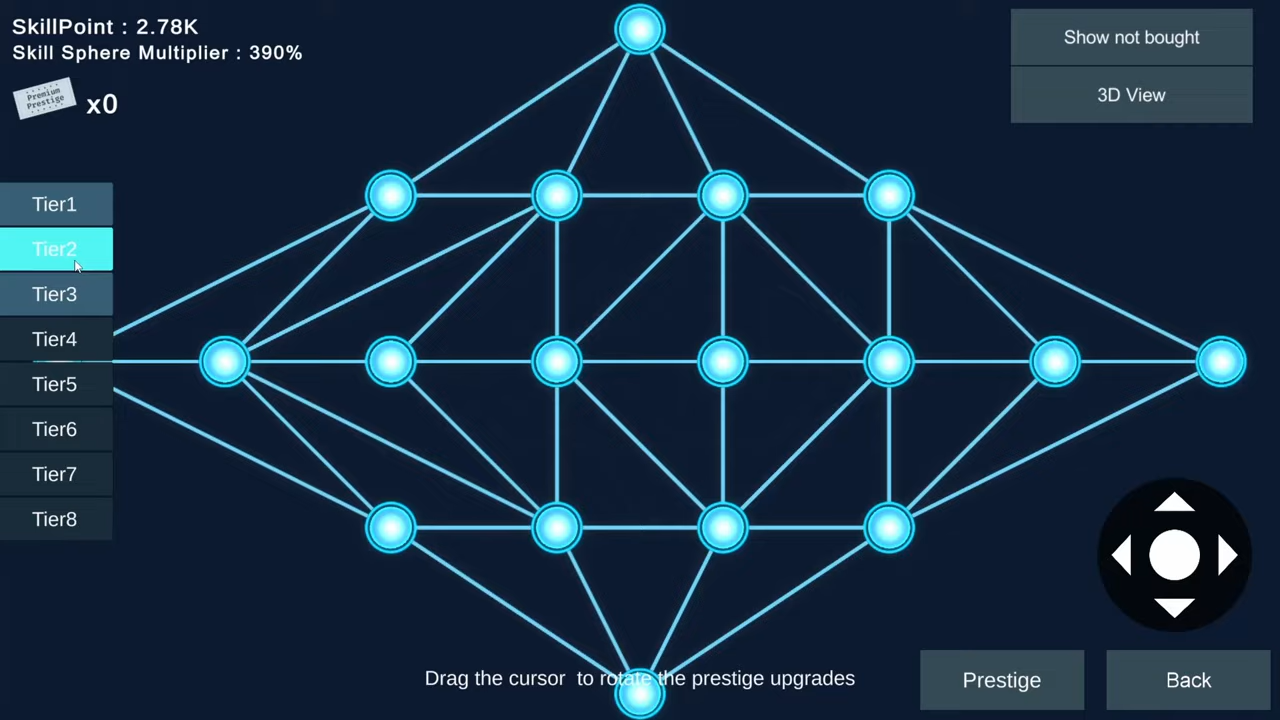 SkillPoint : 2.78K
Skill Sphere Multiplier : 390%
Premium
Prestige
x0
Show not bought
3D View
Tier1
Tier2
Tier3
Tier4
Tier5
Tier6
Tier7
Tier8
Drag the cursor  to rotate the prestige upgrades
Prestige
Back